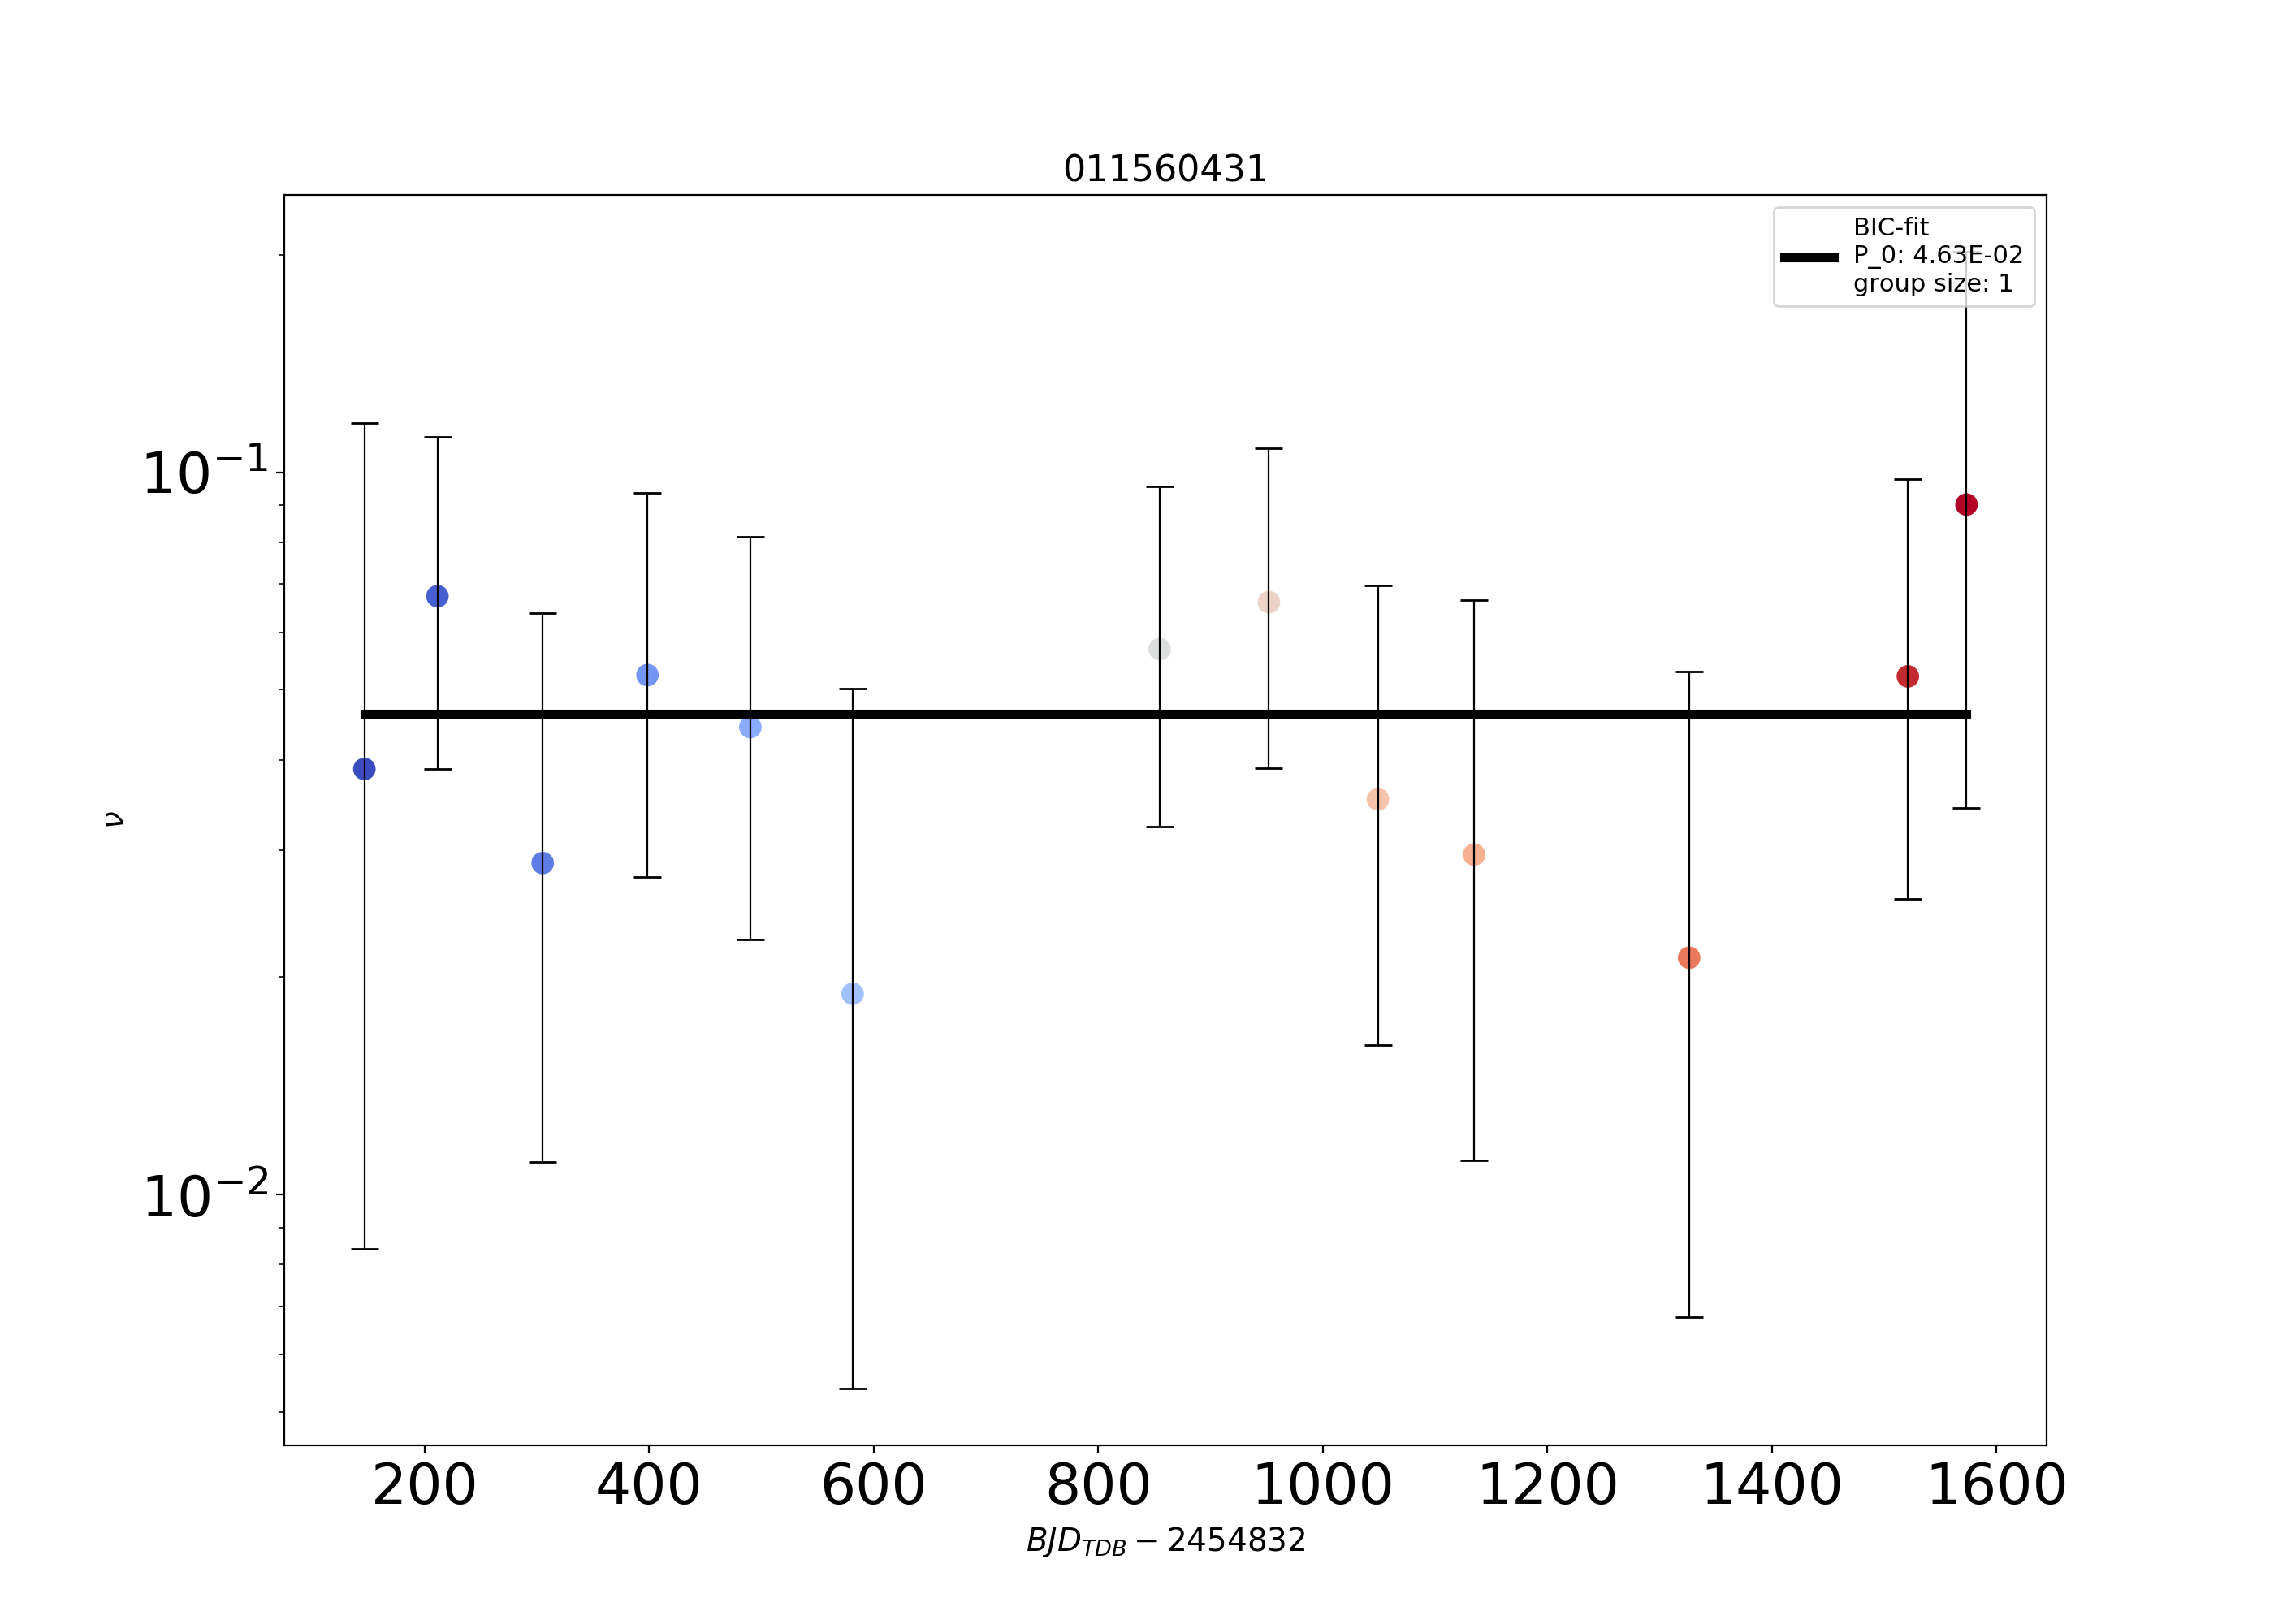 011560431
BIC-fit
P_0: 4.63E-02
group size: 1
10⁻¹
10⁻²
ν
200 400 600 800 1000 1200 1400 1600
BJD_TDB − 2454832